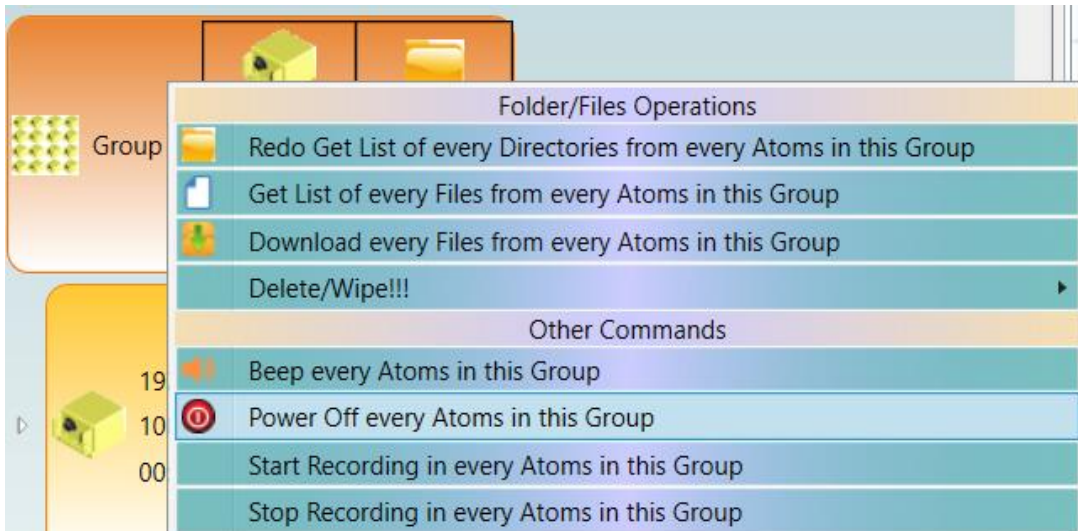 Folder/Files Operations
Group
Redo Get List of every Directories from every Atoms in this Group
Get List of every Files from every Atoms in this Group
Download every Files from every Atoms in this Group
Delete/Wipe!!!
Other Commands
19
Beep every Atoms in this Group
10
Power Off every Atoms in this Group
00
Start Recording in every Atoms in this Group
Stop Recording in every Atoms in this Group